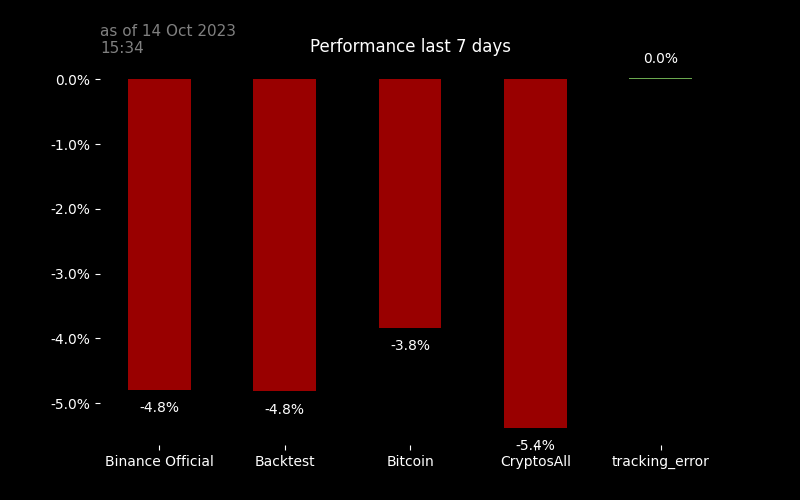 as of 14 Oct 2023
15:34
Performance last 7 days
0.0%
0.0%
-1.0%
-2.0%
-3.0%
-4.0%
-5.0%
-4.8%
-4.8%
-3.8%
-5.4%
Binance Official
Backtest
Bitcoin
CryptosAll
tracking_error